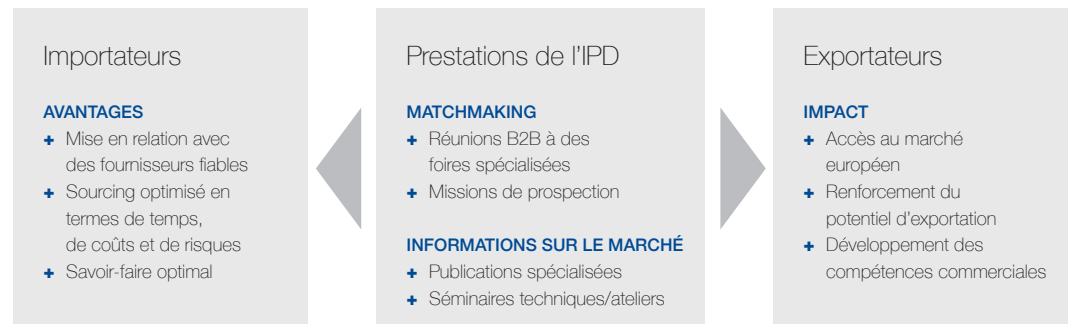 Importateurs
AVANTAGES
+ Mise en relation avec
des fournisseurs fiables
+ Sourcing optimisé en
termes de temps,
de coûts et de risques
+ Savoir-faire optimal
Prestations de l'IPD
MATCHMAKING
+ Réunions B2B à des
foires spécialisées
+ Missions de prospection
INFORMATIONS SUR LE MARCHÉ
+ Publications spécialisées
+ Séminaires techniques/ateliers
Exportateurs
IMPACT
+ Accès au marché
européen
+ Renforcement du
potentiel d'exportation
+ Développement des
compétences commerciales